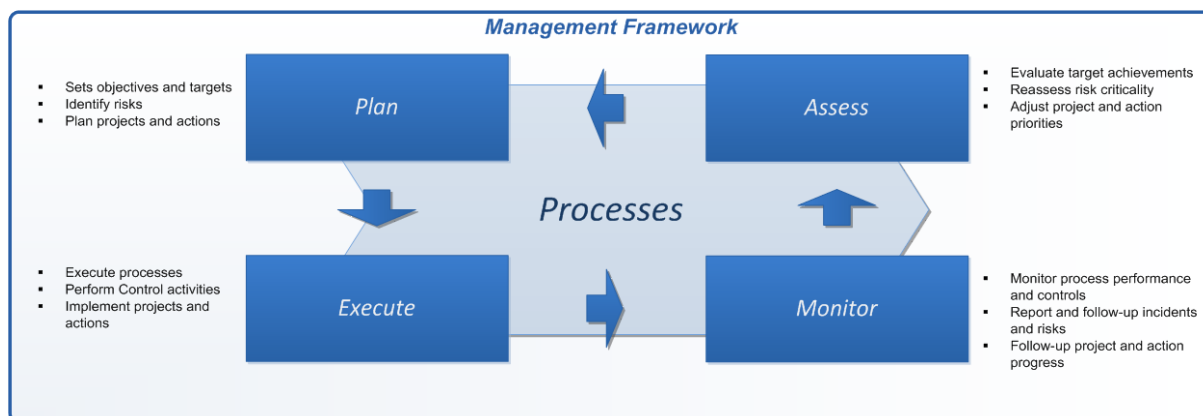 Management Framework
▪ Sets objectives and targets
▪ Identify risks
▪ Plan projects and actions
Plan
Assess
▪ Evaluate target achievements
▪ Reassess risk criticality
▪ Adjust project and action
priorities
Processes
▪ Execute processes
▪ Perform Control activities
▪ Implement projects and
actions
Execute
Monitor
▪ Monitor process performance
and controls
▪ Report and follow-up incidents
and risks
▪ Follow-up project and action
progress